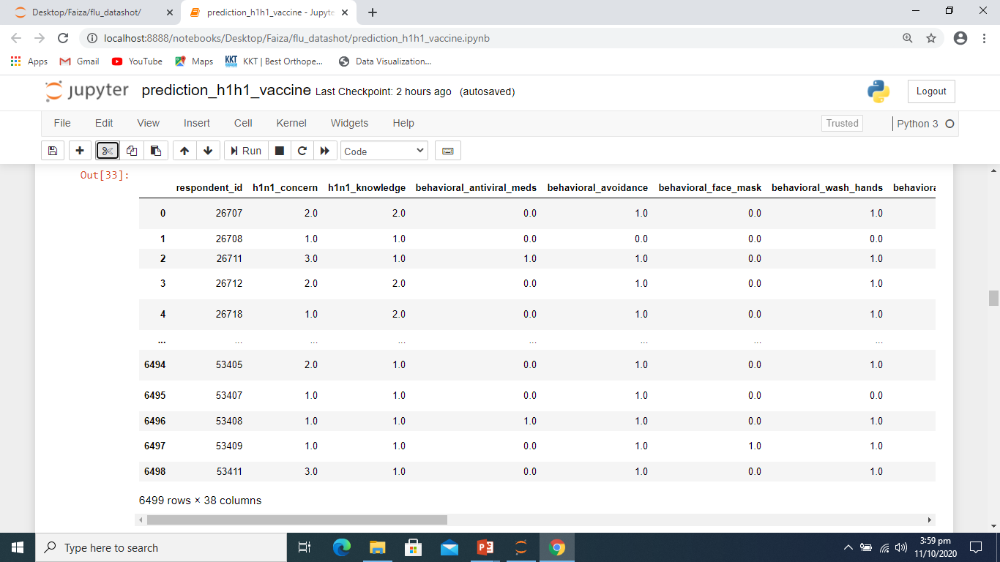 Desktop/Faiza/flu_datashot/ prediction_h1h1_vaccine - Jupyte
localhost:8888/notebooks/Desktop/Faiza/flu_datashot/prediction_h1h1_vaccine.ipynb
Apps Gmail YouTube Maps KKT KKT | Best Orthope... Data Visualization...
jupyter prediction_h1h1_vaccine Last Checkpoint: 2 hours ago (autosaved) Logout
File Edit View Insert Cell Kernel Widgets Help Trusted Python 3
Run Code
Out[33]:
respondent_id h1n1_concern h1n1_knowledge behavioral_antiviral_meds behavioral_avoidance behavioral_face_mask behavioral_wash_hands behaviora
0 26707 2.0 2.0 0.0 1.0 0.0 1.0
1 26708 1.0 1.0 0.0 0.0 0.0 0.0
2 26711 3.0 1.0 1.0 1.0 0.0 1.0
3 26712 2.0 2.0 0.0 1.0 0.0 1.0
4 26718 1.0 2.0 0.0 1.0 0.0 1.0
... ... ... ... ... ... ... ...
6494 53405 2.0 1.0 0.0 1.0 0.0 1.0
6495 53407 1.0 1.0 0.0 1.0 0.0 0.0
6496 53408 1.0 1.0 1.0 1.0 0.0 1.0
6497 53409 1.0 1.0 0.0 1.0 1.0 1.0
6498 53411 3.0 1.0 0.0 1.0 0.0 1.0
6499 rows × 38 columns
Type here to search
3:59 pm
11/10/2020